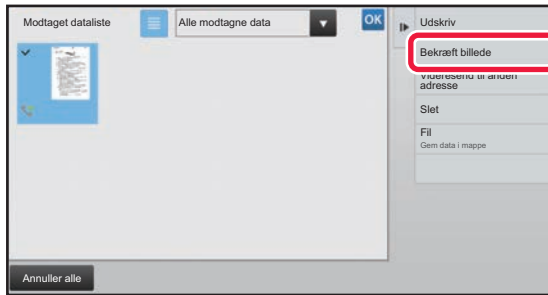 Modtaget dataliste
Alle modtagne data
OK
Udskriv
Bekræft billede
Videresend til anden
adresse
Slet
Fil
Gem data i mappe
Annuller alle